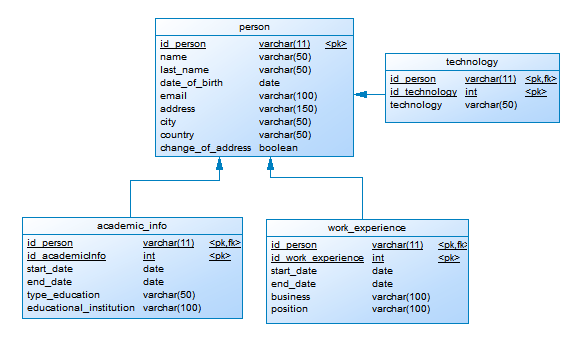 person
id_person varchar(11) <pk>
name varchar(50)
last_name varchar(50)
date_of_birth date
email varchar(100)
address varchar(150)
city varchar(50)
country varchar(50)
change_of_address boolean
technology
id_person varchar(11) <pk,fk>
id_technology int <pk>
technology varchar(50)
academic_info
id_person varchar(11) <pk,fk>
id_academicInfo int <pk>
start_date date
end_date date
type_education varchar(50)
educational_institution varchar(100)
work_experience
id_person varchar(11) <pk,fk>
id_work_experience int <pk>
start_date date
end_date date
business varchar(100)
position varchar(100)